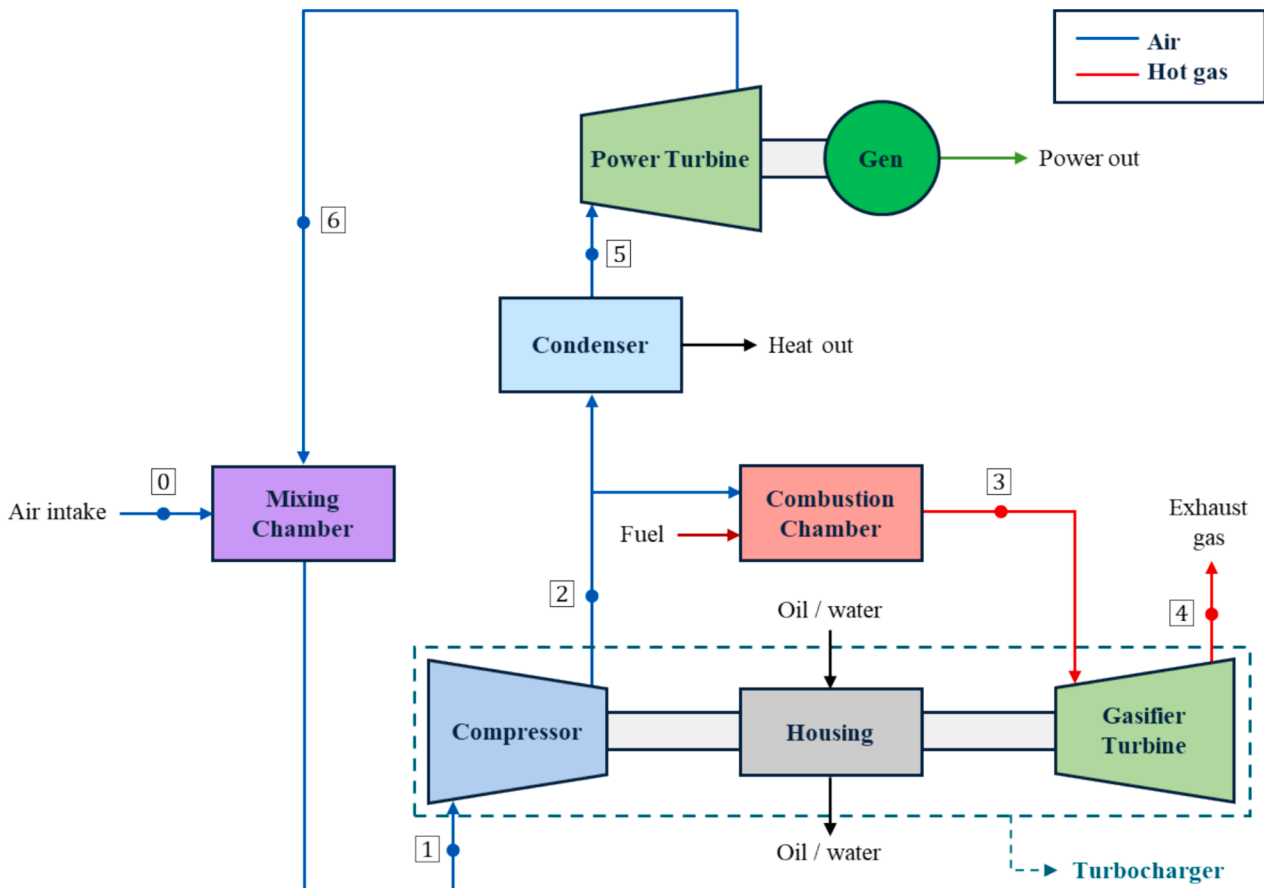 Air
Hot gas
Power Turbine
Gen
Power out
6
5
Condenser
Heat out
0
Air intake
Mixing
Chamber
Combustion
Chamber
Fuel
3
Exhaust
gas
2
4
Oil / water
Compressor
Housing
Gasifier
Turbine
1
Oil / water
Turbocharger